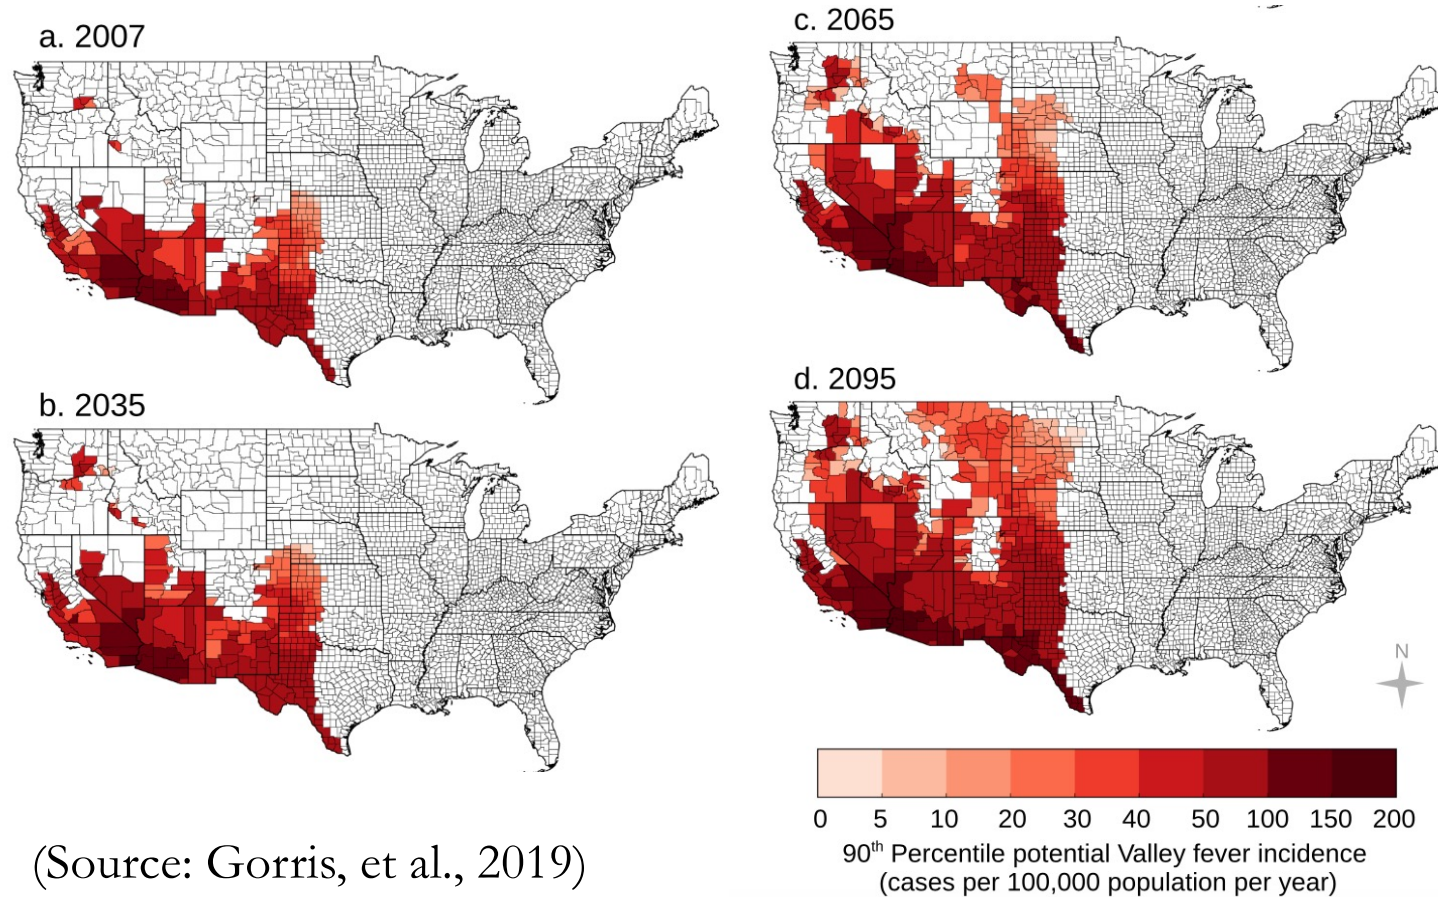 a. 2007
c. 2065
b. 2035
d. 2095
N
0 5 10 20 30 40 50 100 150 200
90th Percentile potential Valley fever incidence
(cases per 100,000 population per year)
(Source: Gorris, et al., 2019)